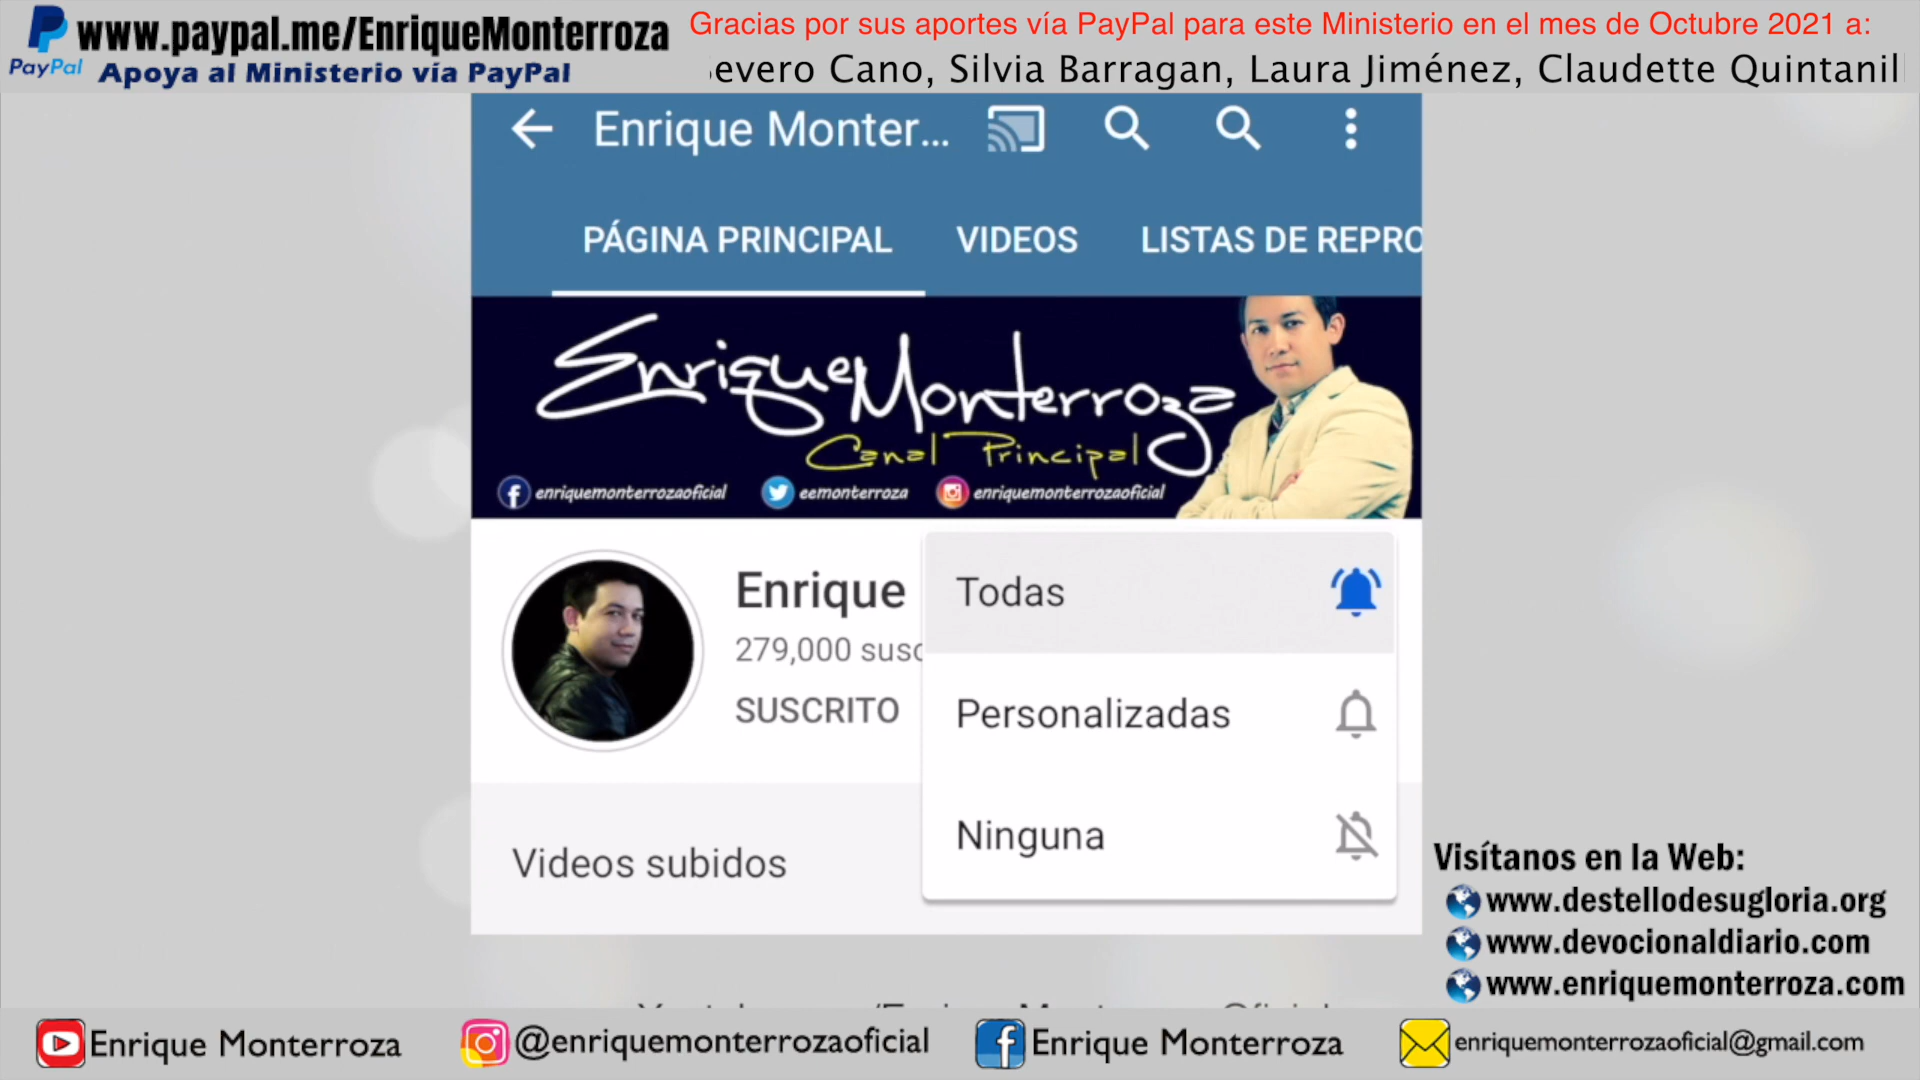 www.paypal.me/EnriqueMonterroza
PayPal Apoya al Ministerio vía PayPal
Gracias por sus aportes vía PayPal para este Ministerio en el mes de Octubre 2021 a:
Cano, Silvia Barragan, Laura Jiménez, Claudette
Enrique Monter...
PÁGINA PRINCIPAL VIDEOS LISTAS DE REPRO
Enrique Monterroza
Canal Principal
enriquemonterrozaoficial eemonterroza enriquemonterrozaoficial
Enrique
279,000 susc
SUSCRITO
Todas
Personalizadas
Ninguna
Videos subidos
Visítanos en la Web:
www.destellodesugloria.org
www.devocionaldiario.com
www.enriquemonterroza.com
Enrique Monterroza @enriquemonterrozaoficial Enrique Monterroza enriquemonterrozaoficial@gmail.com